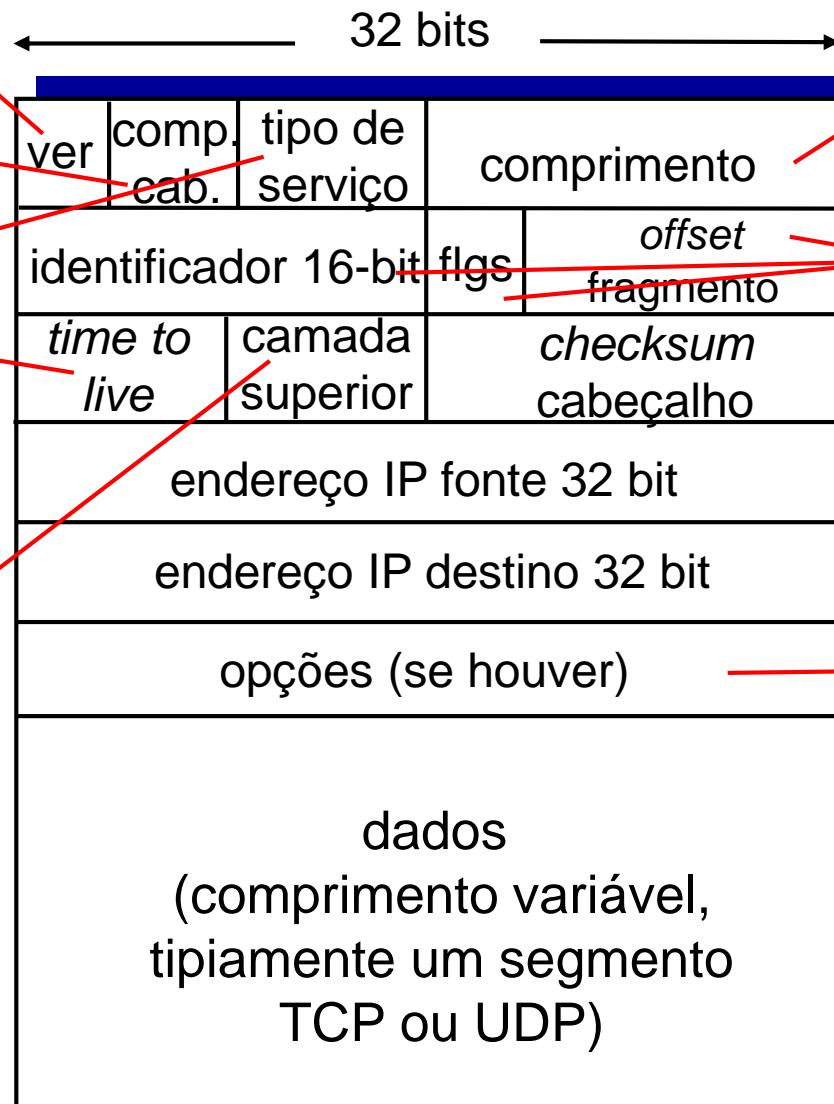 32 bits
ver
comp.
cab.
tipo de
serviço
comprimento
identificador 16-bit
flgs
offset
fragmento
time to
live
camada
superior
checksum
cabeçalho
endereço IP fonte 32 bit
endereço IP destino 32 bit
opções (se houver)
dados
(comprimento variável,
tipiamente um segmento
TCP ou UDP)